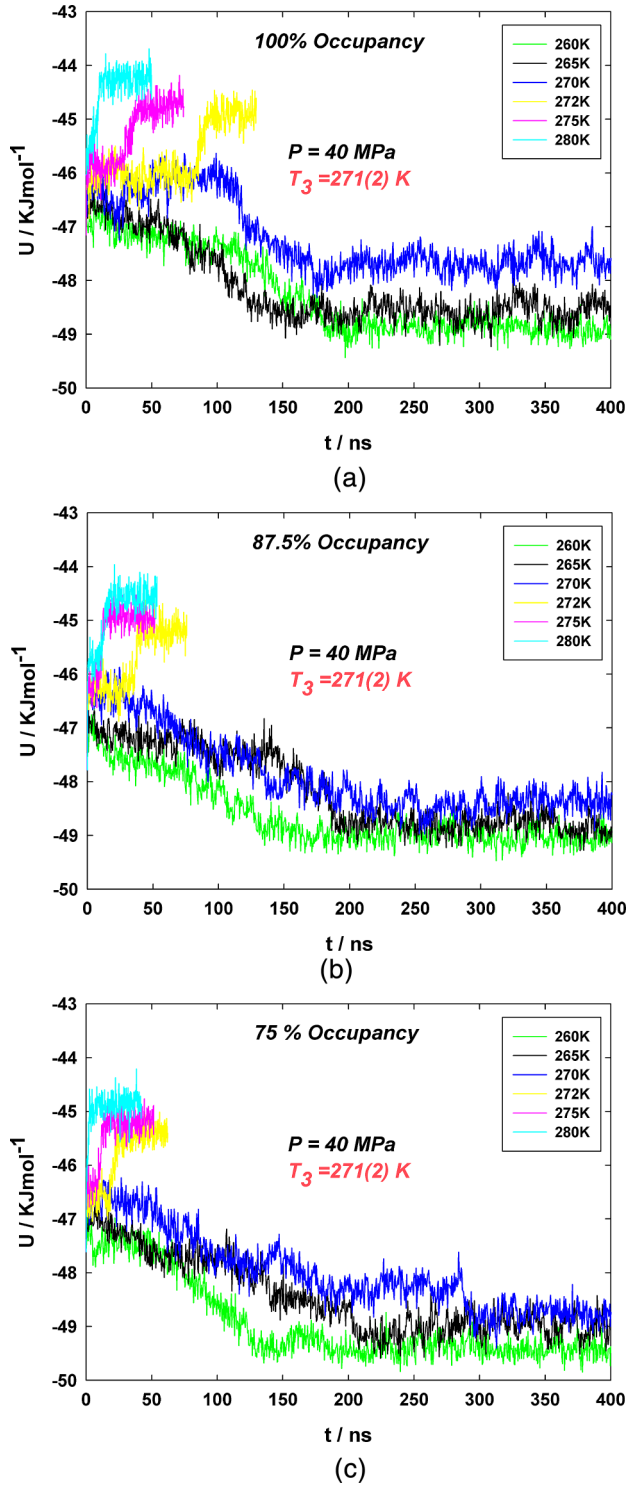 -43
-44
-45
-46
-47
-48
-49
-50
U / KJmol⁻¹
100% Occupancy
P = 40 MPa
T₃ =271(2) K
260K
265K
270K
272K
275K
280K
0 50 100 150 200 250 300 350 400
t / ns
(a)
-43
-44
-45
-46
-47
-48
-49
-50
U / KJmol⁻¹
87.5% Occupancy
P = 40 MPa
T₃ =271(2) K
260K
265K
270K
272K
275K
280K
0 50 100 150 200 250 300 350 400
t / ns
(b)
-43
-44
-45
-46
-47
-48
-49
-50
U / KJmol⁻¹
75 % Occupancy
P = 40 MPa
T₃ =271(2) K
260K
265K
270K
272K
275K
280K
0 50 100 150 200 250 300 350 400
t / ns
(c)